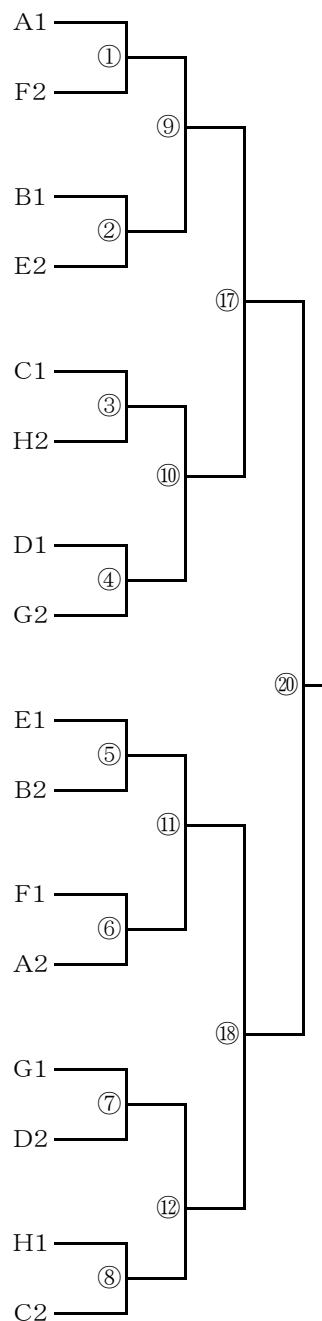 A1
①
F2
⑨
B1
②
E2
⑰
C1
③
H2
⑩
D1
④
G2
⑳
E1
⑤
B2
⑪
F1
⑥
A2
⑱
G1
⑦
D2
⑫
H1
⑧
C2